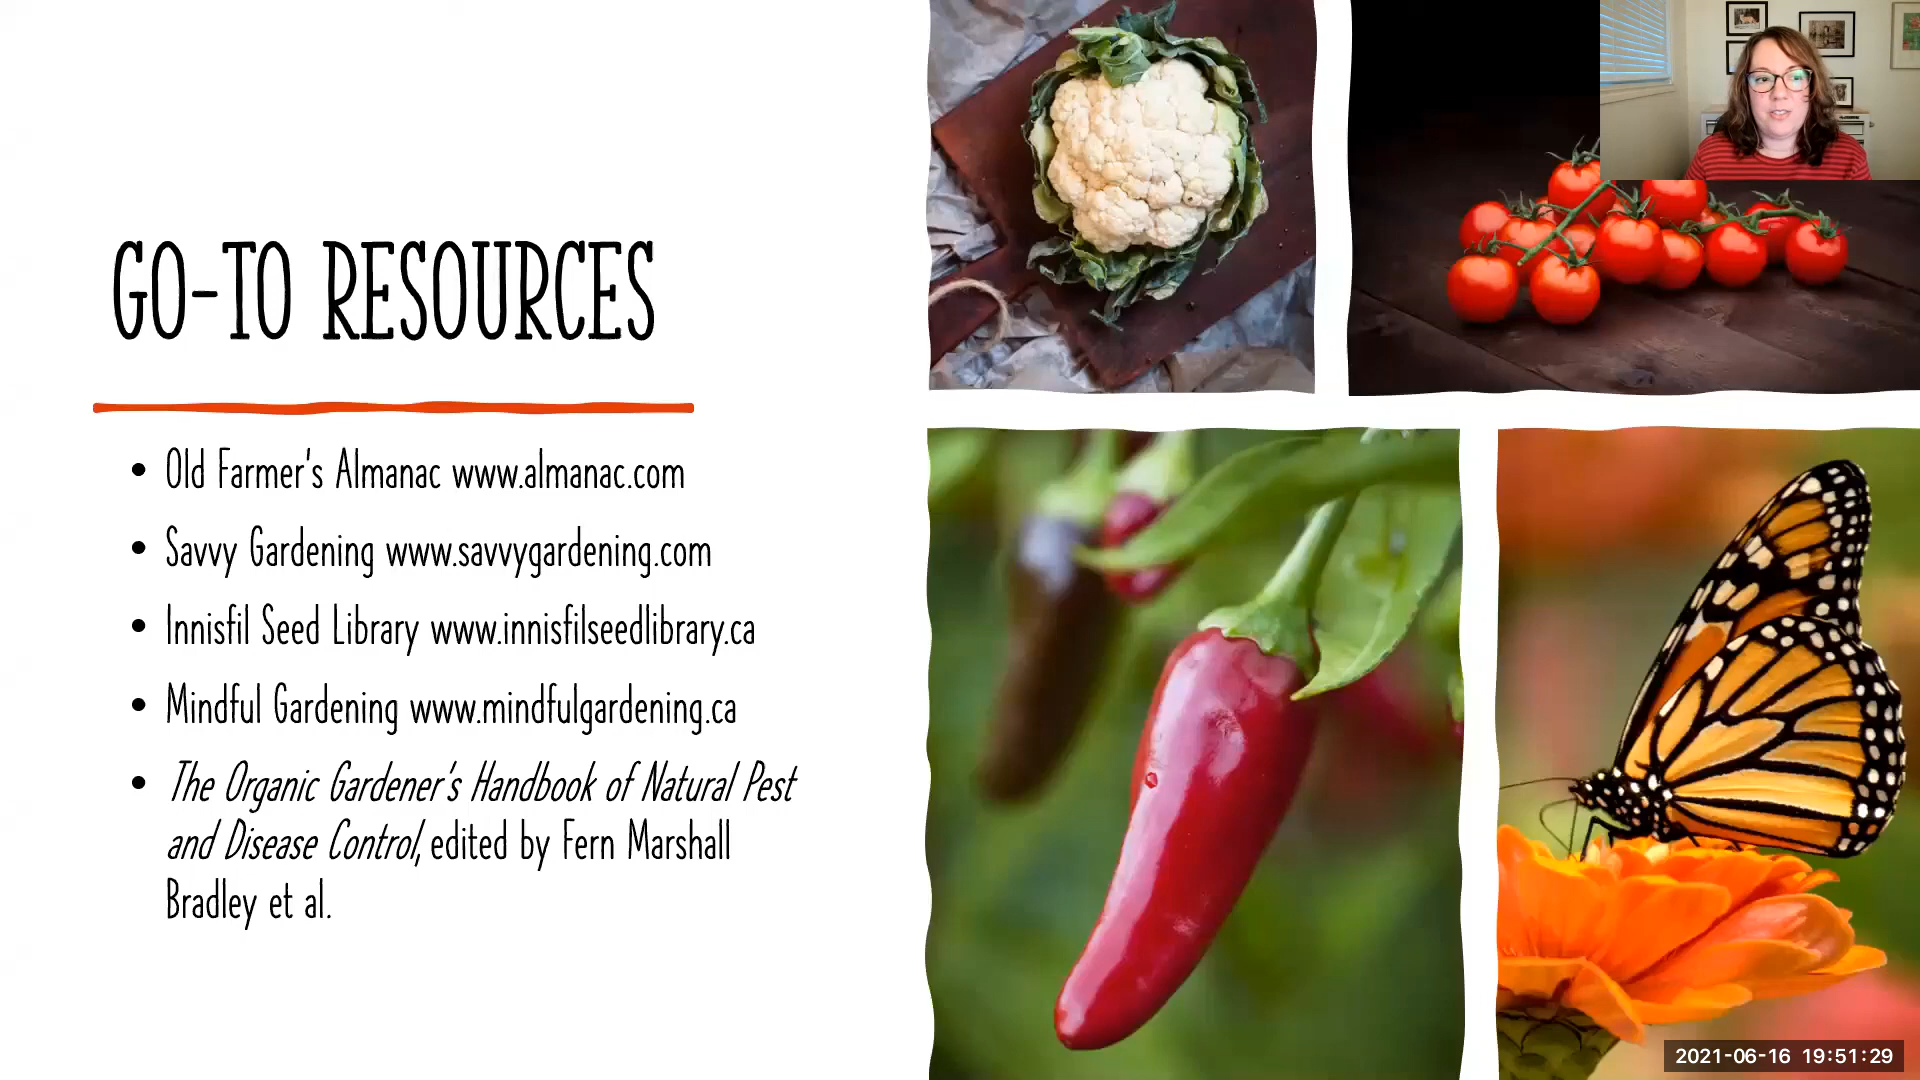 GO-TO RESOURCES
• Old Farmer's Almanac www.almanac.com
• Savvy Gardening www.savvygardening.com
• Innisfil Seed Library www.innisfilseedlibrary.ca
• Mindful Gardening www.mindfulgardening.ca
• The Organic Gardener's Handbook of Natural Pest
and Disease Control, edited by Fern Marshall
Bradley et al.
2021-06-16 19:51:29